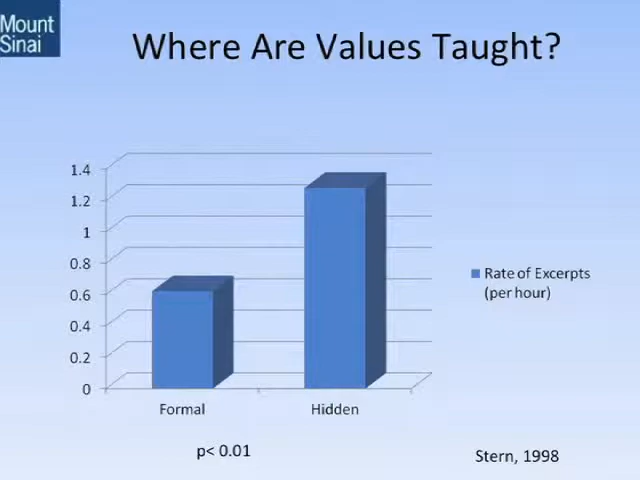 Mount
Sinai
Where Are Values Taught?
1.4
1.2
1
0.8
0.6
0.4
0.2
0
Formal
Hidden
Rate of Excerpts
(per hour)
p< 0.01
Stern, 1998